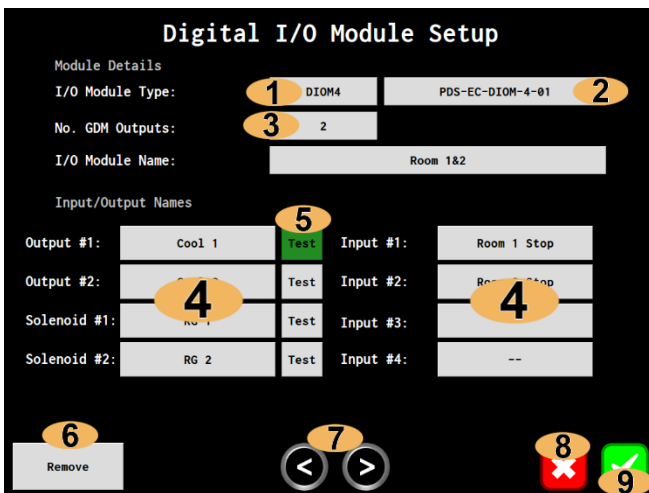 Digital I/O Module Setup
Module Details
I/O Module Type: 1 DIOM4 PDS-EC-DIOM-4-01 2
No. GDM Outputs: 3 2
I/O Module Name: Room 1&2
Input/Output Names
5
Output #1: Cool 1 Test Input #1: Room 1 Stop
Output #2: 4 Test Input #2: 4
Solenoid #1: Test Input #3:
Solenoid #2: RG 2 Test Input #4: --
6 7 8
Remove < > 9